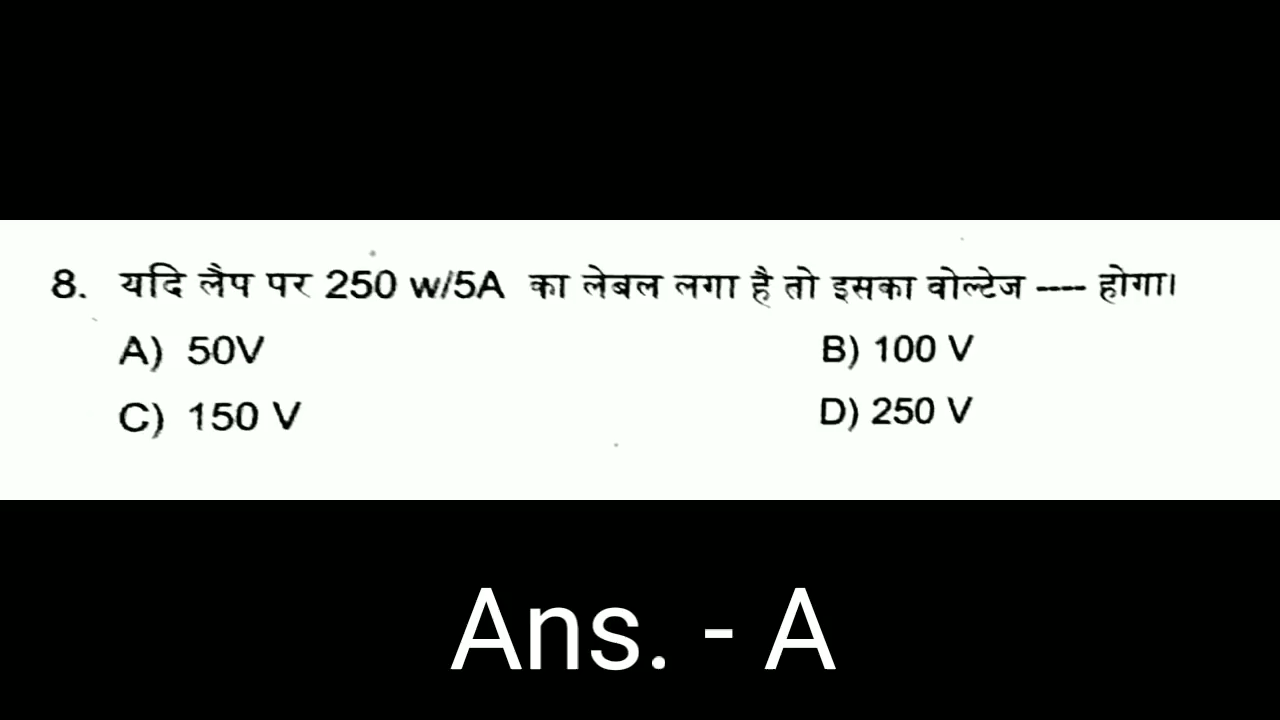 8. यदि लैप पर 250 w/5A का लेबल लगा है तो इसका वोल्टेज ---- होगा।
A) 50V B) 100 V
C) 150 V D) 250 V
Ans. - A